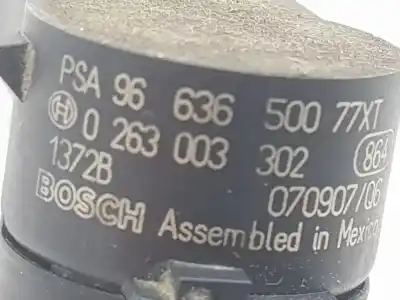 PSA 96 636 500 77XT
0 263 003 302 864
1372B 070907/06
BOSCH Assembled in Mexico